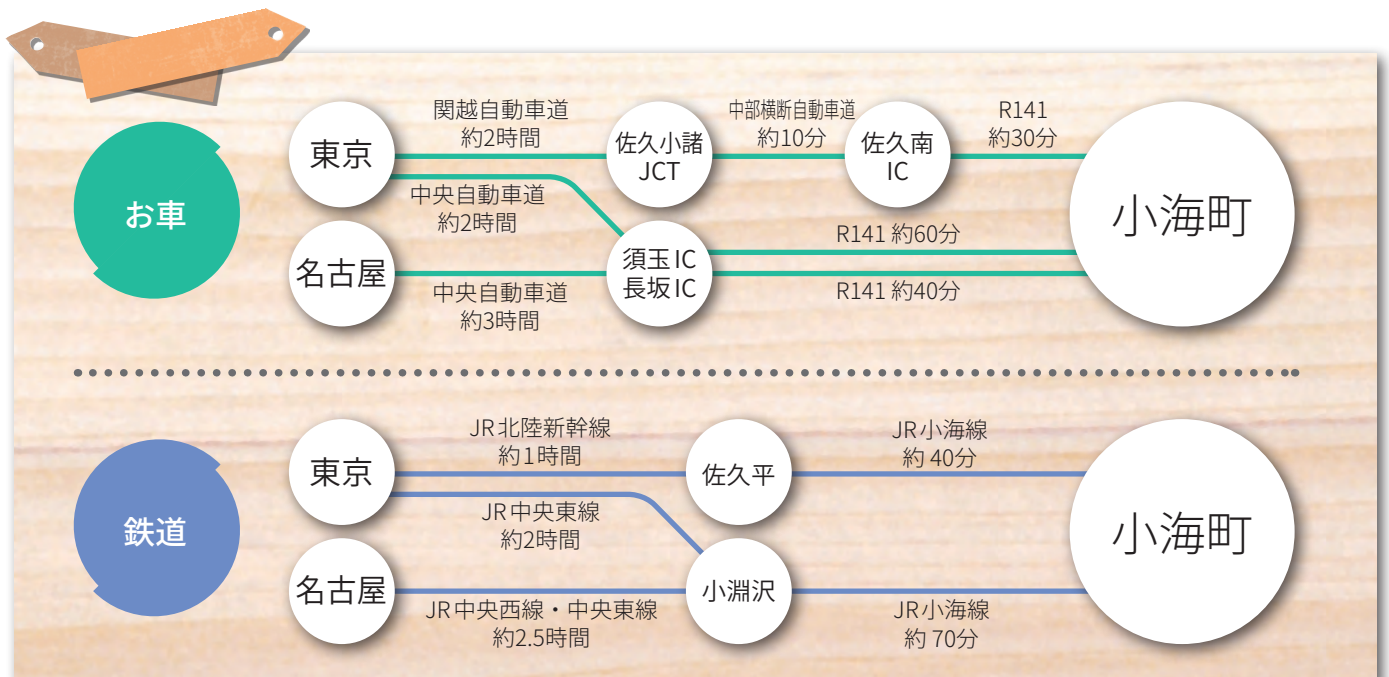 お車
東京
関越自動車道
約2時間
佐久小諸
JCT
中部横断自動車道
約10分
佐久南
IC
R141
約30分
小海町
中央自動車道
約2時間
名古屋
中央自動車道
約3時間
須玉IC
長坂IC
R141 約60分
R141 約40分
鉄道
東京
JR北陸新幹線
約1時間
佐久平
JR小海線
約 40分
小海町
JR中央東線
約2時間
名古屋
JR中央西線・中央東線
約2.5時間
小淵沢
JR小海線
約 70分